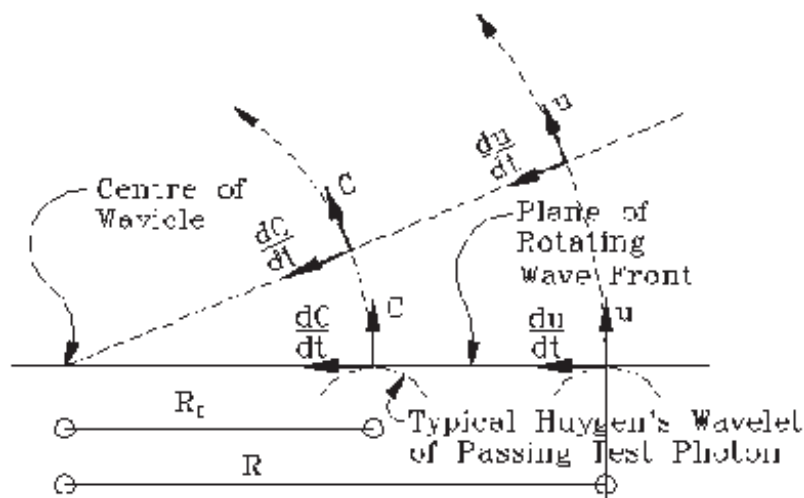 u
du
dt
C
Centre of
Wavicle
dC
dt
Plane of
Rotating
Wave Front
dC
dt
C
du
dt
u
Typical Huygen's Wavelet
of Passing Test Photon
R